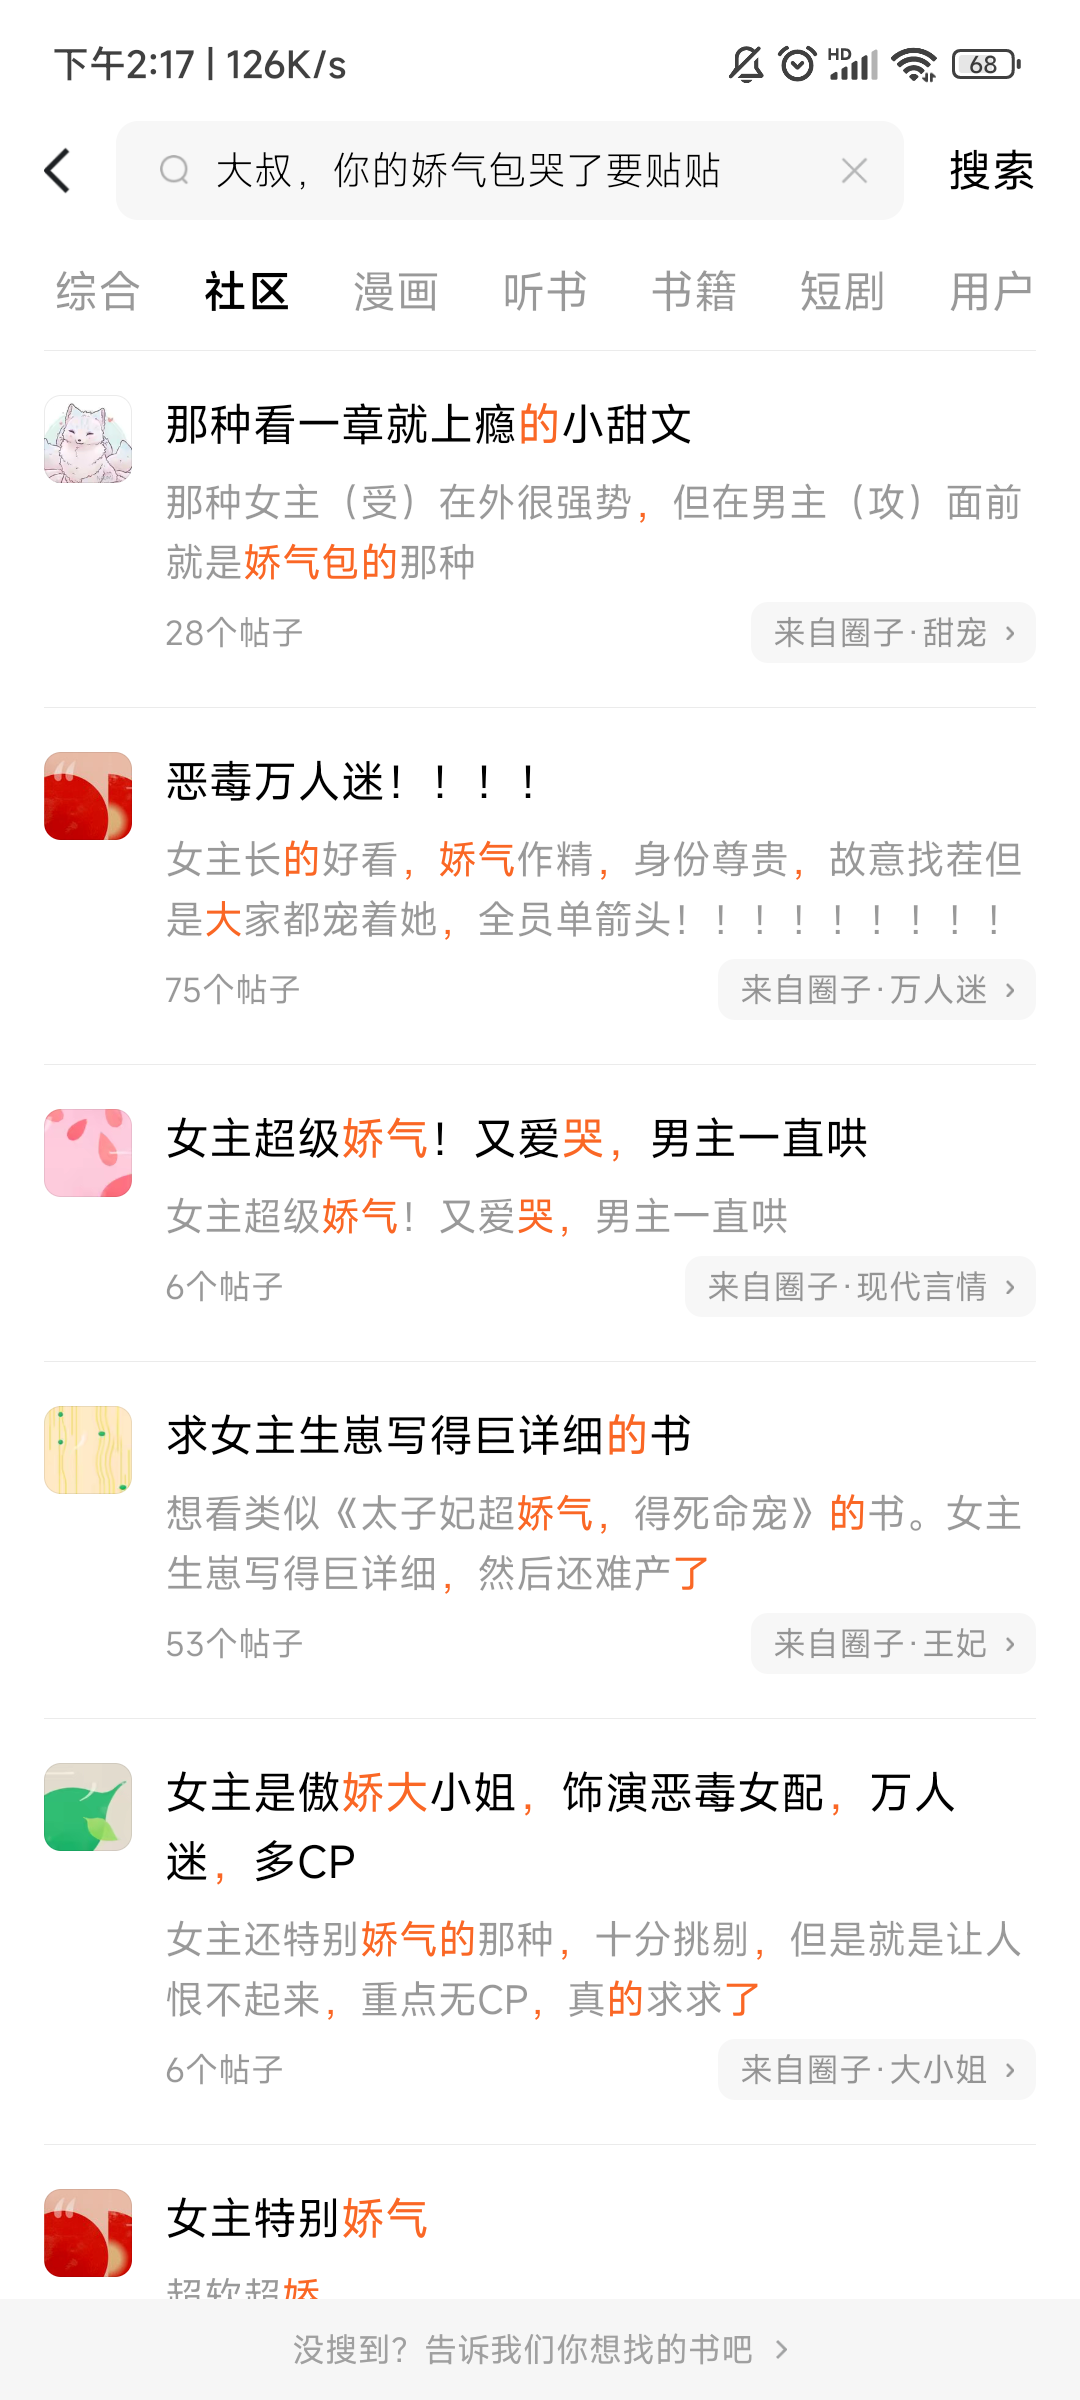 下午2:17 | 126K/s
HD
68
大叔，你的娇气包哭了要贴贴
搜索
综合 社区 漫画 听书 书籍 短剧 用户
那种看一章就上瘾的小甜文
那种女主（受）在外很强势，但在男主（攻）面前
就是娇气包的那种
28个帖子
来自圈子·甜宠 ›
恶毒万人迷！！！！
女主长的好看，娇气作精，身份尊贵，故意找茬但
是大家都宠着她，全员单箭头！！！！！！！！！
75个帖子
来自圈子·万人迷 ›
女主超级娇气！又爱哭，男主一直哄
女主超级娇气！又爱哭，男主一直哄
6个帖子
来自圈子·现代言情 ›
求女主生崽写得巨详细的书
想看类似《太子妃超娇气，得死命宠》的书。女主
生崽写得巨详细，然后还难产了
53个帖子
来自圈子·王妃 ›
女主是傲娇大小姐，饰演恶毒女配，万人
迷，多CP
女主还特别娇气的那种，十分挑剔，但是就是让人
恨不起来，重点无CP，真的求求了
6个帖子
来自圈子·大小姐 ›
女主特别娇气
超软超娇
没搜到？告诉我们你想找的书吧 ›